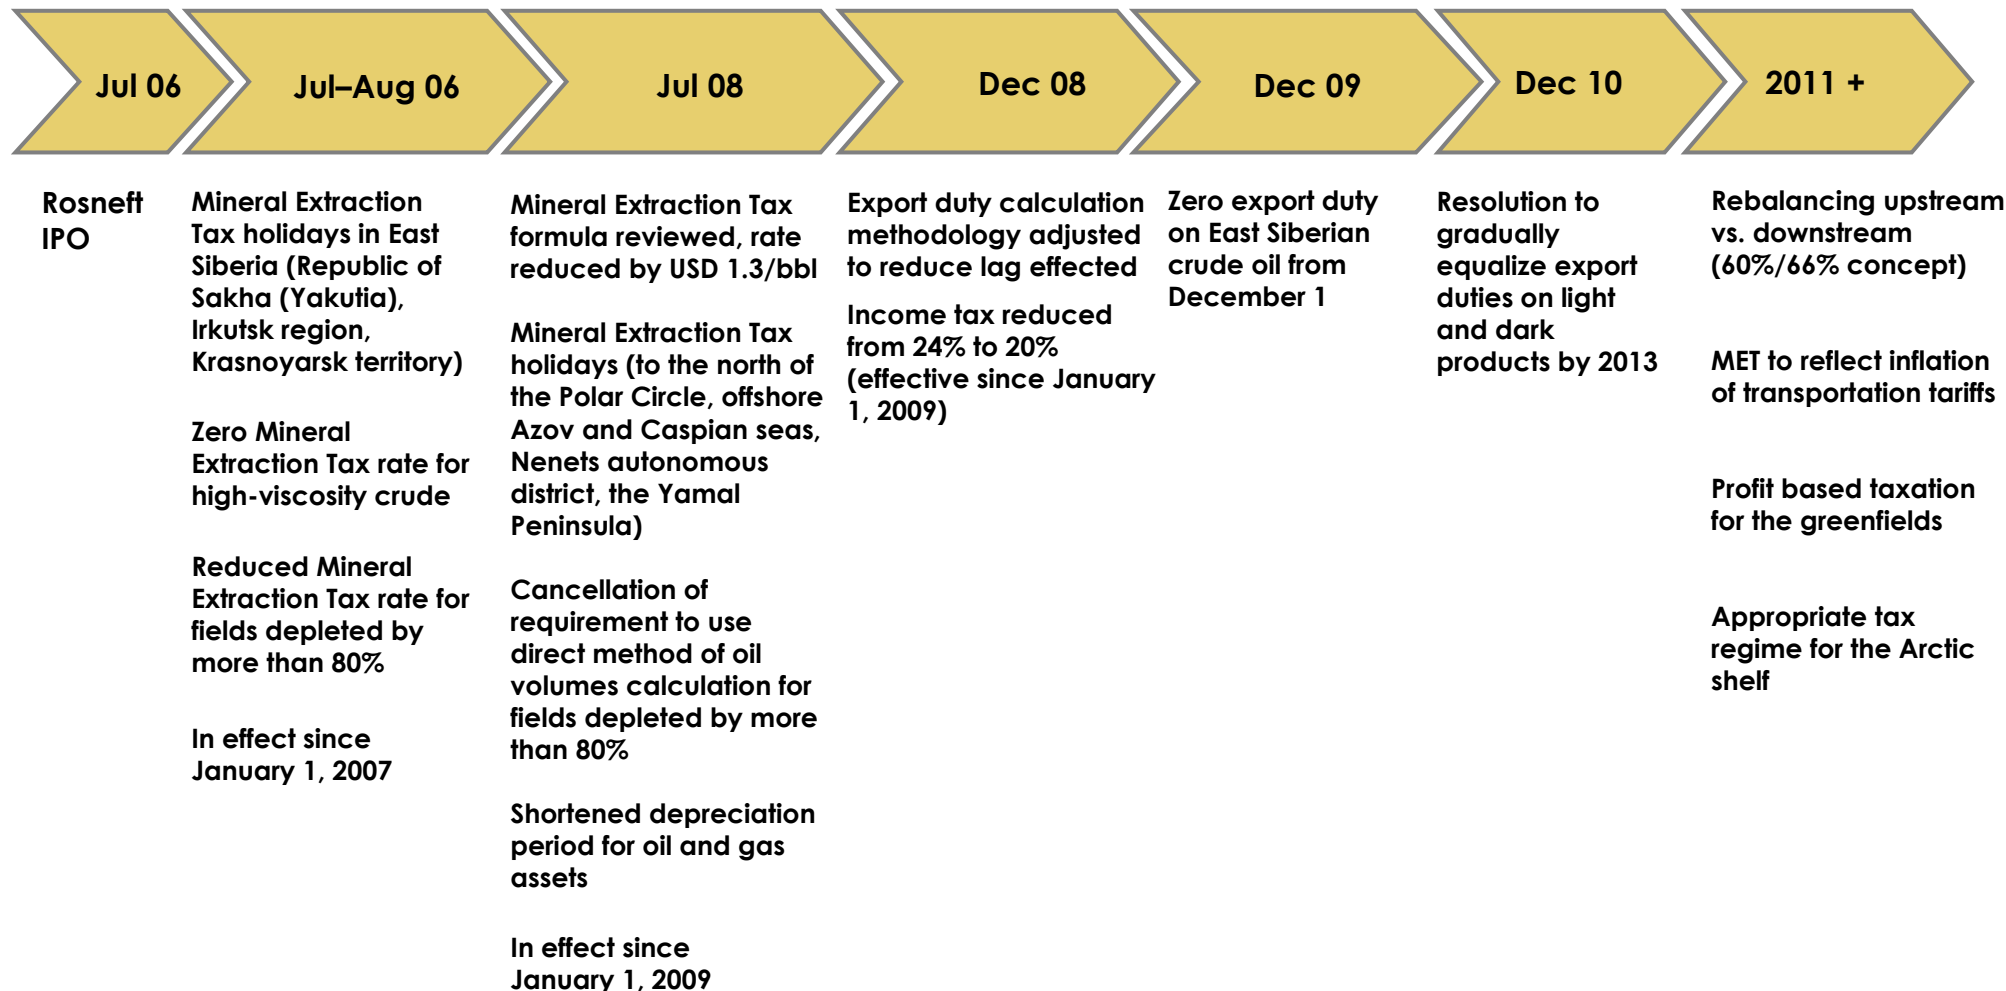 Jul 06
Jul–Aug 06
Jul 08
Dec 08
Dec 09
Dec 10
2011 +
Rosneft
IPO
Mineral Extraction
Tax holidays in East
Siberia (Republic of
Sakha (Yakutia),
Irkutsk region,
Krasnoyarsk territory)
Zero Mineral
Extraction Tax rate for
high-viscosity crude
Reduced Mineral
Extraction Tax rate for
fields depleted by
more than 80%
In effect since
January 1, 2007
Mineral Extraction Tax
formula reviewed, rate
reduced by USD 1.3/bbl
Mineral Extraction Tax
holidays (to the north of
the Polar Circle, offshore
Azov and Caspian seas,
Nenets autonomous
district, the Yamal
Peninsula)
Cancellation of
requirement to use
direct method of oil
volumes calculation for
fields depleted by more
than 80%
Shortened depreciation
period for oil and gas
assets
In effect since
January 1, 2009
Export duty calculation
methodology adjusted
to reduce lag effected
Income tax reduced
from 24% to 20%
(effective since January
1, 2009)
Zero export duty
on East Siberian
crude oil from
December 1
Resolution to
gradually
equalize export
duties on light
and dark
products by 2013
Rebalancing upstream
vs. downstream
(60%/66% concept)
MET to reflect inflation
of transportation tariffs
Profit based taxation
for the greenfields
Appropriate tax
regime for the Arctic
shelf